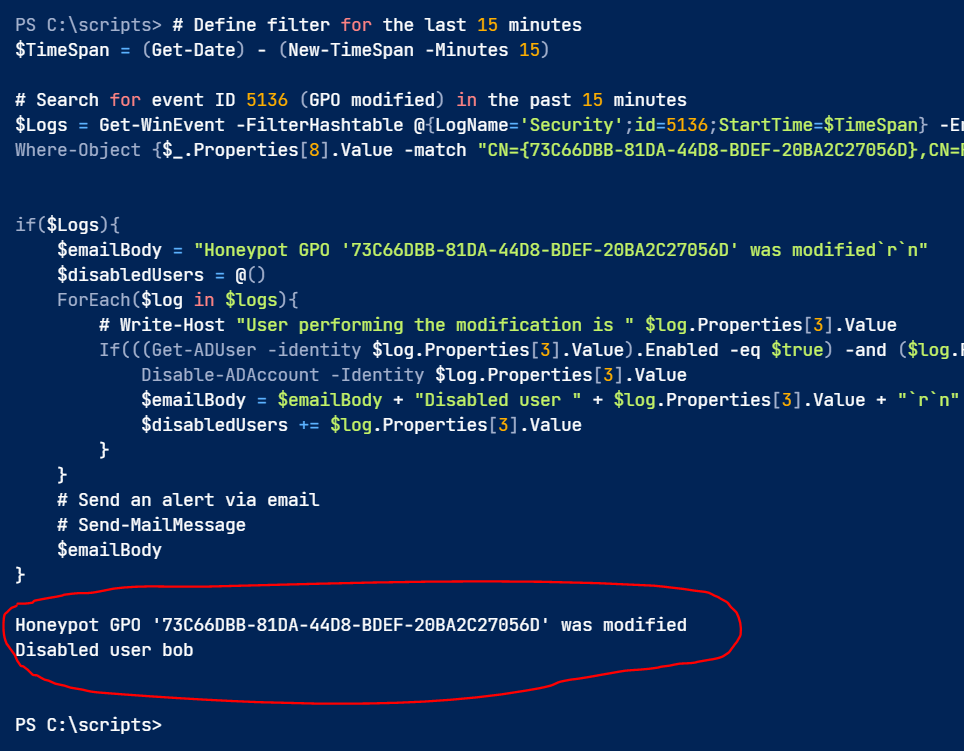 PS C:\scripts> # Define filter for the last 15 minutes
$TimeSpan = (Get-Date) - (New-TimeSpan -Minutes 15)
# Search for event ID 5136 (GPO modified) in the past 15 minutes
$Logs = Get-WinEvent -FilterHashtable @{LogName='Security';id=5136;StartTime=$TimeSpan}
Where-Object {$_.Properties[8].Value -match "CN={73C66DBB-81DA-44D8-BDEF-20BA2C27056D},
if($Logs){
    $emailBody = "Honeypot GPO '73C66DBB-81DA-44D8-BDEF-20BA2C27056D' was modified`r`n"
    $disabledUsers = @()
    ForEach($log in $logs){
        # Write-Host "User performing the modification is " $log.Properties[3].Value
        If(((Get-ADUser -identity $log.Properties[3].Value).Enabled -eq $true) -and ($log.
            Disable-ADAccount -Identity $log.Properties[3].Value
            $emailBody = $emailBody + "Disabled user " + $log.Properties[3].Value + "`r`n"
            $disabledUsers += $log.Properties[3].Value
        }
    }
    # Send an alert via email
    # Send-MailMessage
    $emailBody
}
Honeypot GPO '73C66DBB-81DA-44D8-BDEF-20BA2C27056D' was modified
Disabled user bob
PS C:\scripts>